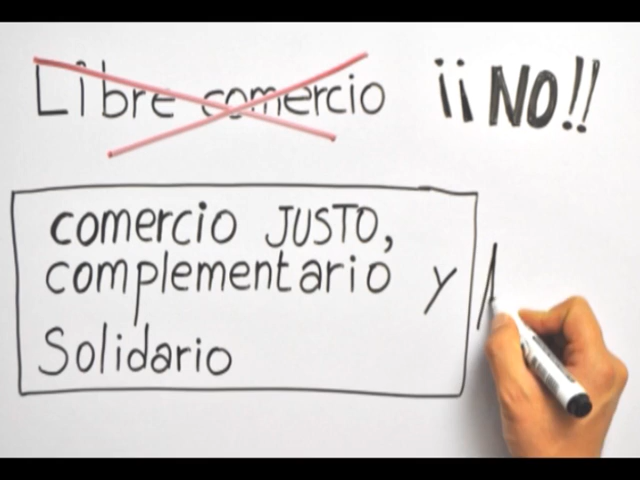 Libre comercio ¡¡NO!!
comercio JUSTO,
complementario y
Solidario